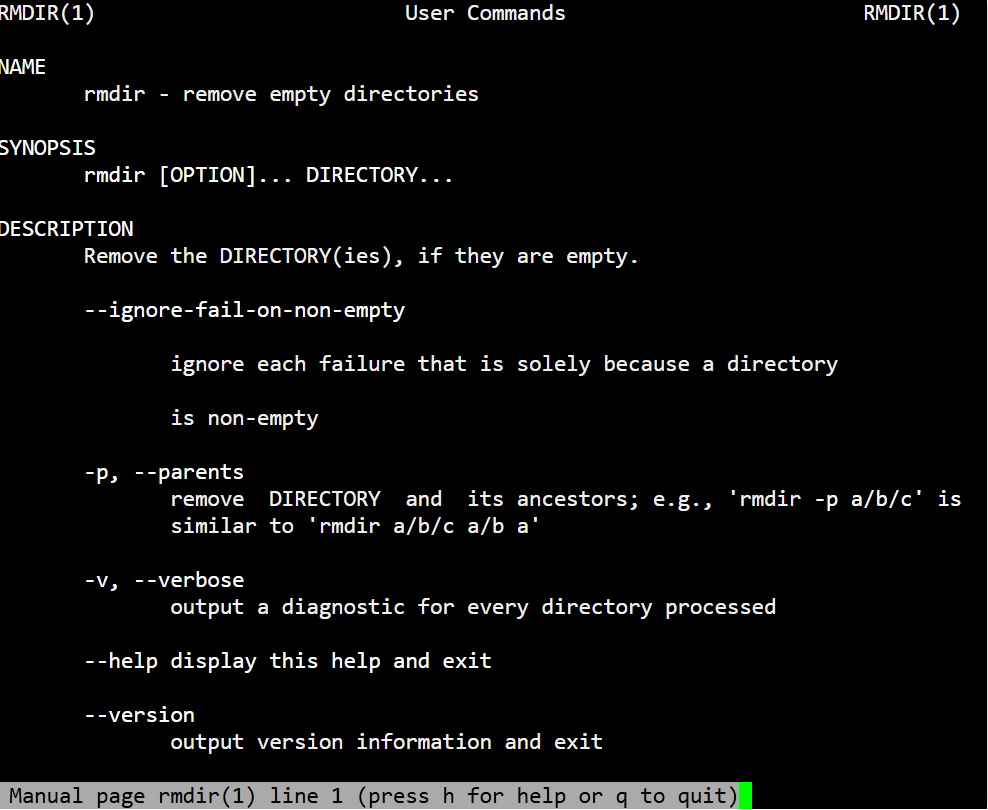 RMDIR(1) User Commands RMDIR(1)
NAME
rmdir - remove empty directories
SYNOPSIS
rmdir [OPTION]... DIRECTORY...
DESCRIPTION
Remove the DIRECTORY(ies), if they are empty.
--ignore-fail-on-non-empty
ignore each failure that is solely because a directory
is non-empty
-p, --parents
remove DIRECTORY and its ancestors; e.g., 'rmdir -p a/b/c' is
similar to 'rmdir a/b/c a/b a'
-v, --verbose
output a diagnostic for every directory processed
--help display this help and exit
--version
output version information and exit
Manual page rmdir(1) line 1 (press h for help or q to quit)